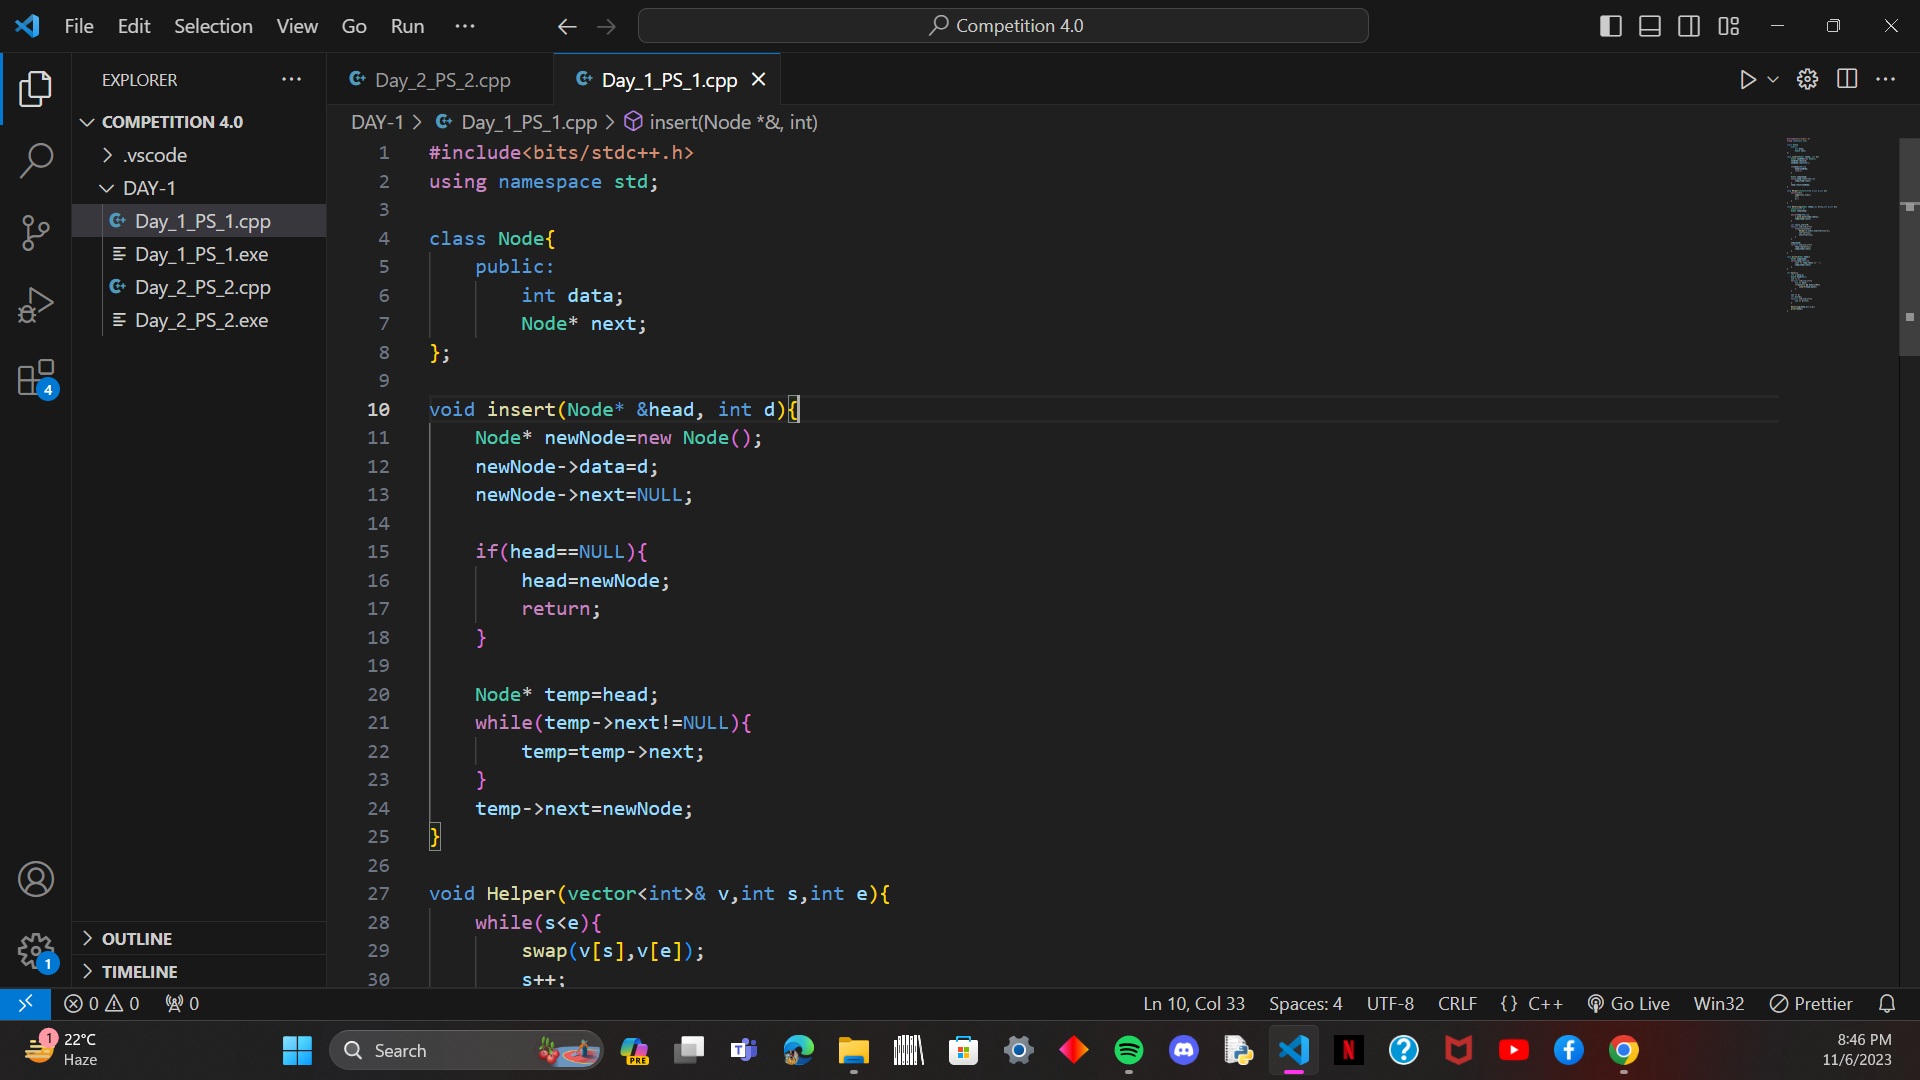 File Edit Selection View Go Run ···
Competition 4.0
EXPLORER
COMPETITION 4.0
.vscode
DAY-1
Day_1_PS_1.cpp
Day_1_PS_1.exe
Day_2_PS_2.cpp
Day_2_PS_2.exe
OUTLINE
TIMELINE
4
1
Day_2_PS_2.cpp Day_1_PS_1.cpp
DAY-1 > Day_1_PS_1.cpp > insert(Node *&, int)
1 #include<bits/stdc++.h>
2 using namespace std;
3
4 class Node{
5     public:
6         int data;
7         Node* next;
8 };
9
10 void insert(Node* &head, int d){
11     Node* newNode=new Node();
12     newNode->data=d;
13     newNode->next=NULL;
14
15     if(head==NULL){
16         head=newNode;
17         return;
18     }
19
20     Node* temp=head;
21     while(temp->next!=NULL){
22         temp=temp->next;
23     }
24     temp->next=newNode;
25 }
26
27 void Helper(vector<int>& v,int s,int e){
28     while(s<e){
29         swap(v[s],v[e]);
30         s++;
0 0 0 Ln 10, Col 33 Spaces: 4 UTF-8 CRLF {} C++ Go Live Win32 Prettier
1 22°C
Haze
Search
PRE
8:46 PM
11/6/2023